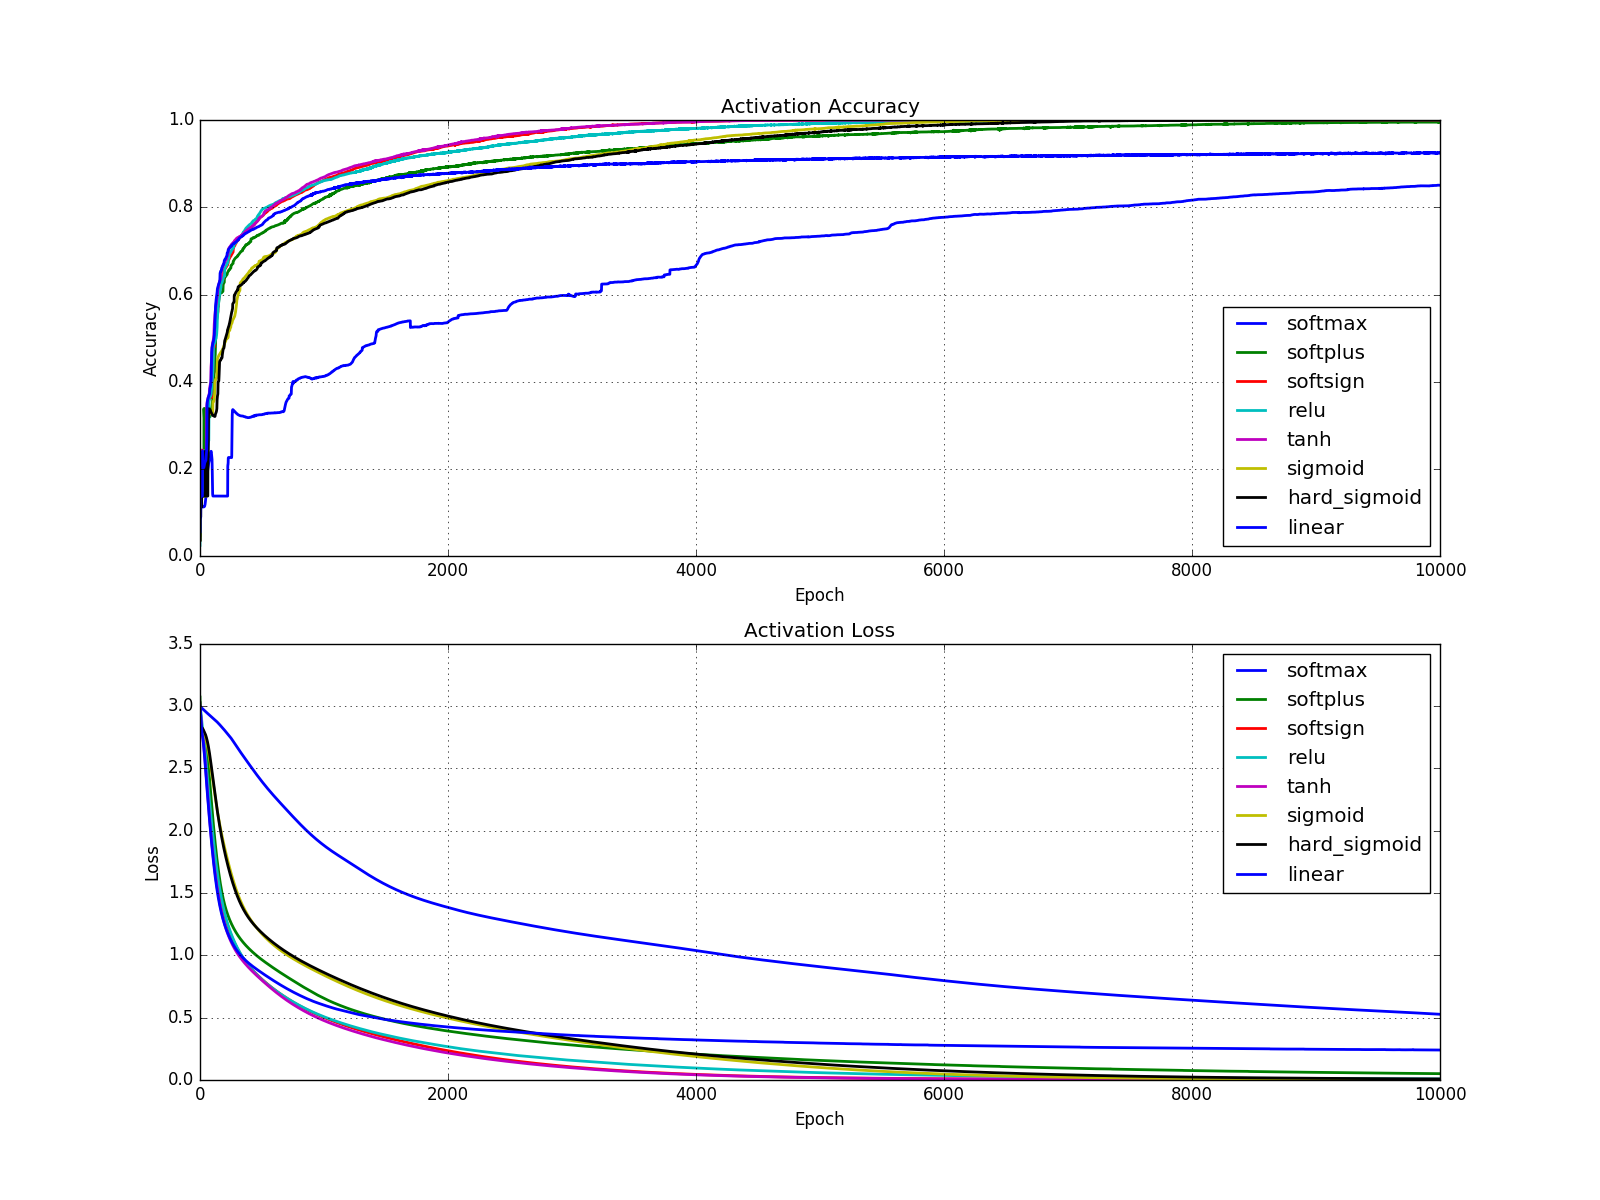 Activation Accuracy
1.0
0.8
0.6
0.4
0.2
0.0
Accuracy
softmax
softplus
softsign
relu
tanh
sigmoid
hard_sigmoid
linear
0 2000 4000 6000 8000 10000
Epoch
Activation Loss
3.5
3.0
2.5
2.0
1.5
1.0
0.5
0.0
Loss
softmax
softplus
softsign
relu
tanh
sigmoid
hard_sigmoid
linear
0 2000 4000 6000 8000 10000
Epoch